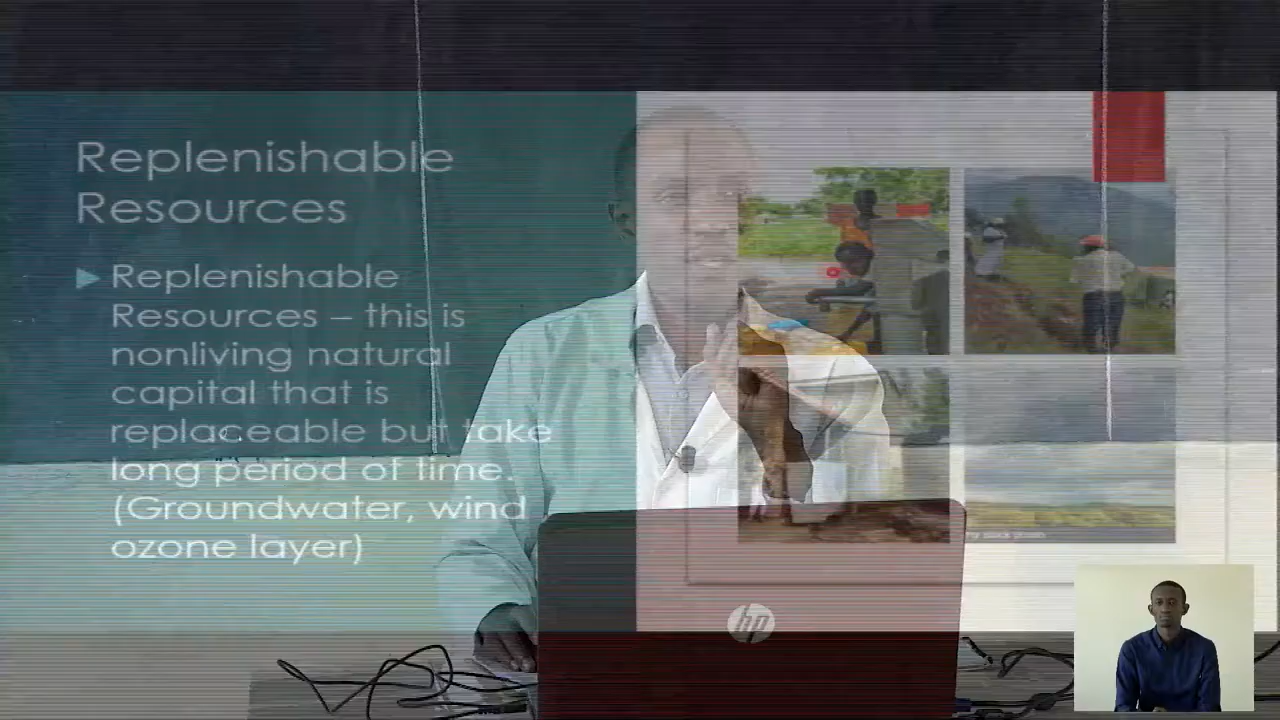 Replenishable
Resources
Replenishable
Resources – this is
nonliving natural
capital that is
replaceable but take
long period of time.
(Groundwater, wind
ozone layer)
hp